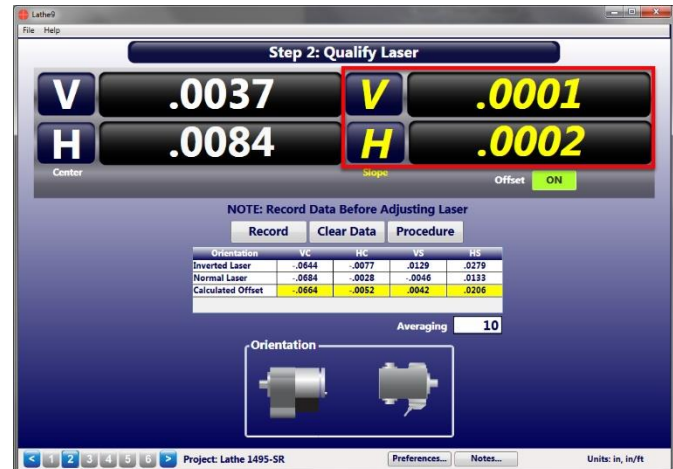 Lathe9
File Help
Step 2: Qualify Laser
V .0037 V .0001
H .0084 H .0002
Center Slope Offset ON
NOTE: Record Data Before Adjusting Laser
Record Clear Data Procedure
Orientation VC HC VS HS
Inverted Laser -.0644 -.0077 .0129 .0279
Normal Laser -.0684 -.0028 -.0046 .0133
Calculated Offset -.0664 -.0052 .0042 .0206
Averaging 10
Orientation
< 1 2 3 4 5 6 > Project: Lathe 1495-SR Preferences... Notes... Units: in, in/ft